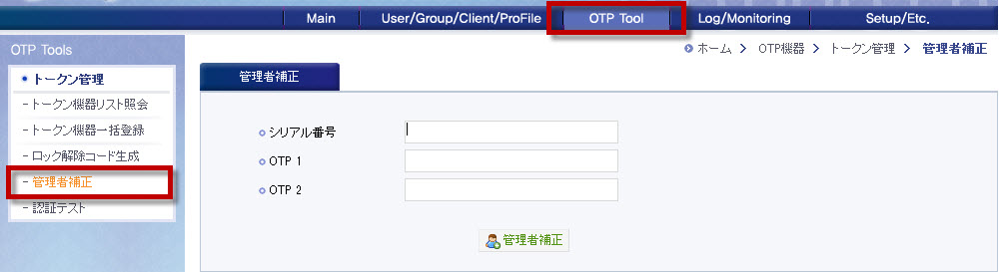 Main User/Group/Client/ProFile OTP Tool Log/Monitoring Setup/Etc.
OTP Tools
ホーム > OTP機器 > トークン管理 > 管理者補正
トークン管理
- トークン機器リスト照会
- トークン機器一括登録
- ロック解除コード生成
- 管理者補正
- 認証テスト
管理者補正
シリアル番号
OTP 1
OTP 2
管理者補正